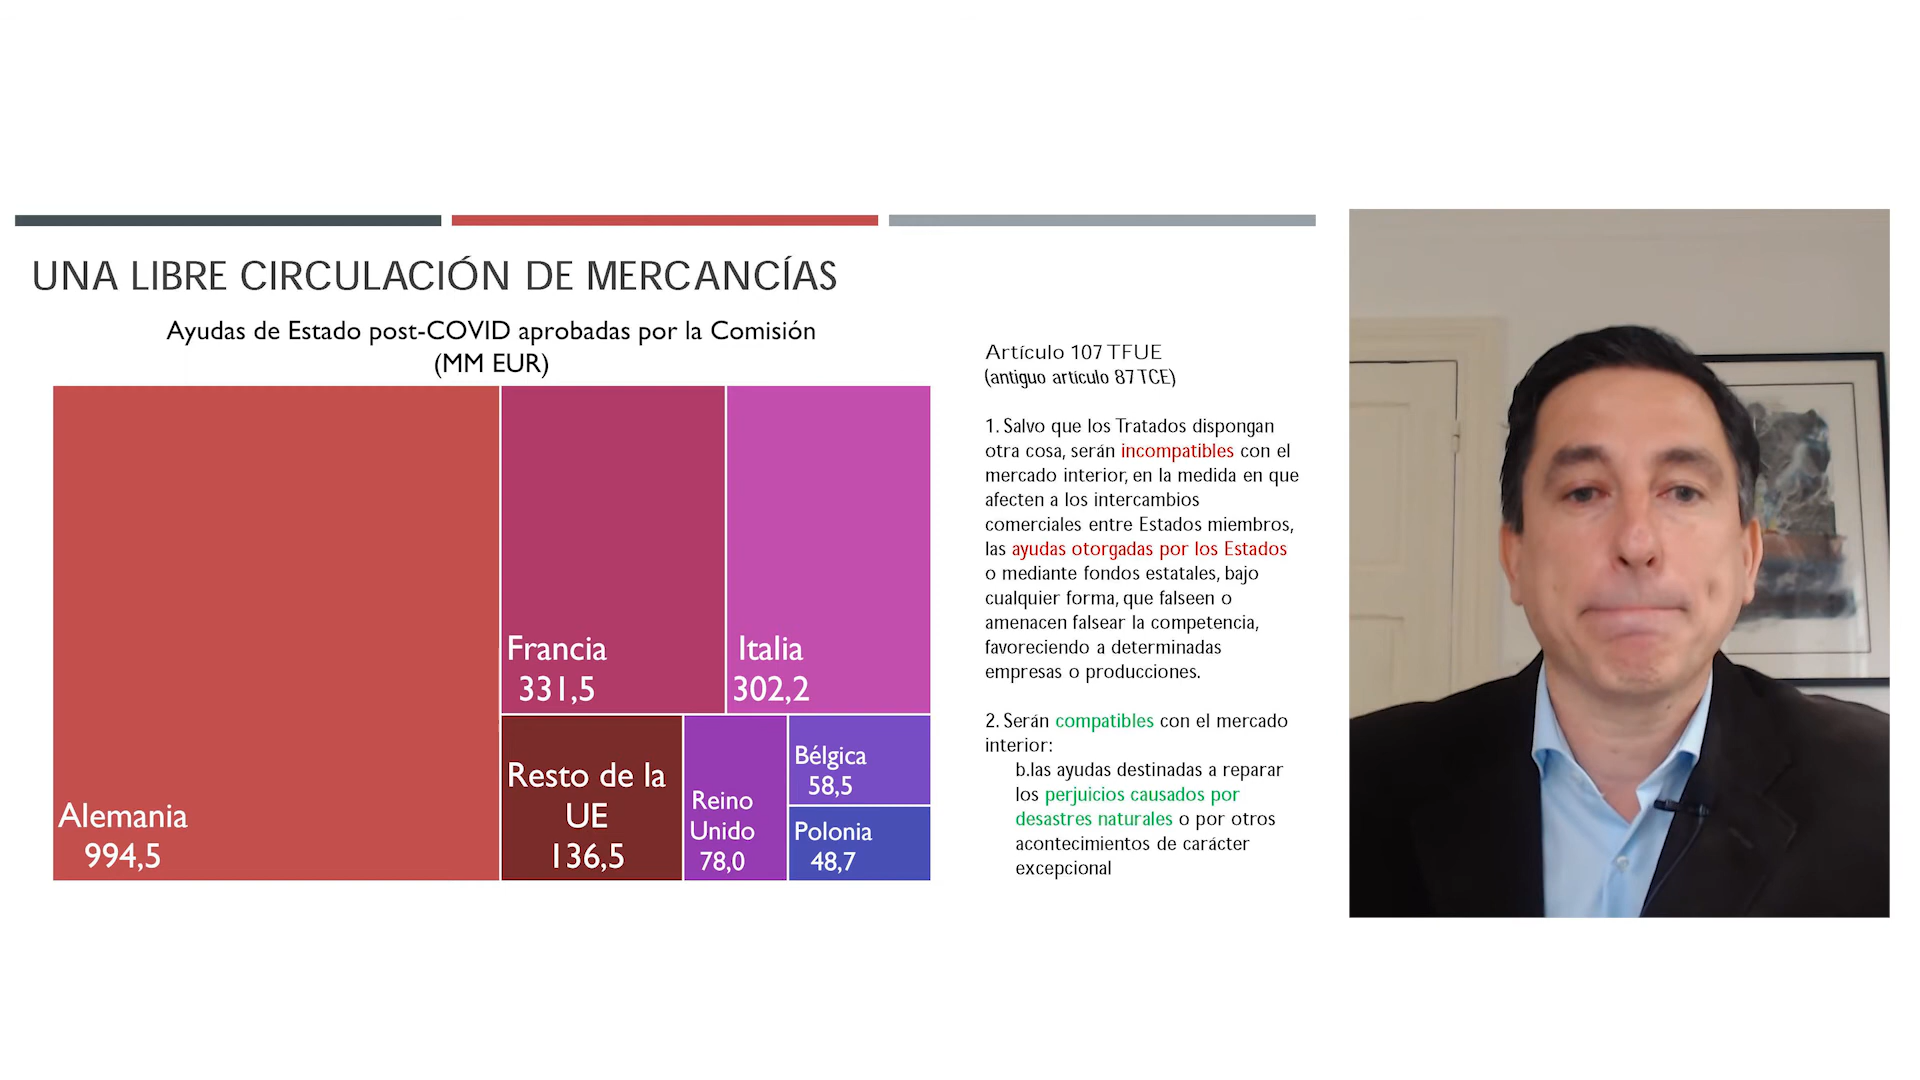 UNA LIBRE CIRCULACIÓN DE MERCANCÍAS
Ayudas de Estado post-COVID aprobadas por la Comisión
(MM EUR)
Alemania
994,5
Francia
331,5
Italia
302,2
Resto de la
UE
136,5
Reino
Unido
78,0
Bélgica
58,5
Polonia
48,7
Artículo 107 TFUE
(antiguo artículo 87 TCE)
1. Salvo que los Tratados dispongan
otra cosa, serán incompatibles con el
mercado interior, en la medida en que
afecten a los intercambios
comerciales entre Estados miembros,
las ayudas otorgadas por los Estados
o mediante fondos estatales, bajo
cualquier forma, que falseen o
amenacen falsear la competencia,
favoreciendo a determinadas
empresas o producciones.
2. Serán compatibles con el mercado
interior:
b.las ayudas destinadas a reparar
los perjuicios causados por
desastres naturales o por otros
acontecimientos de carácter
excepcional